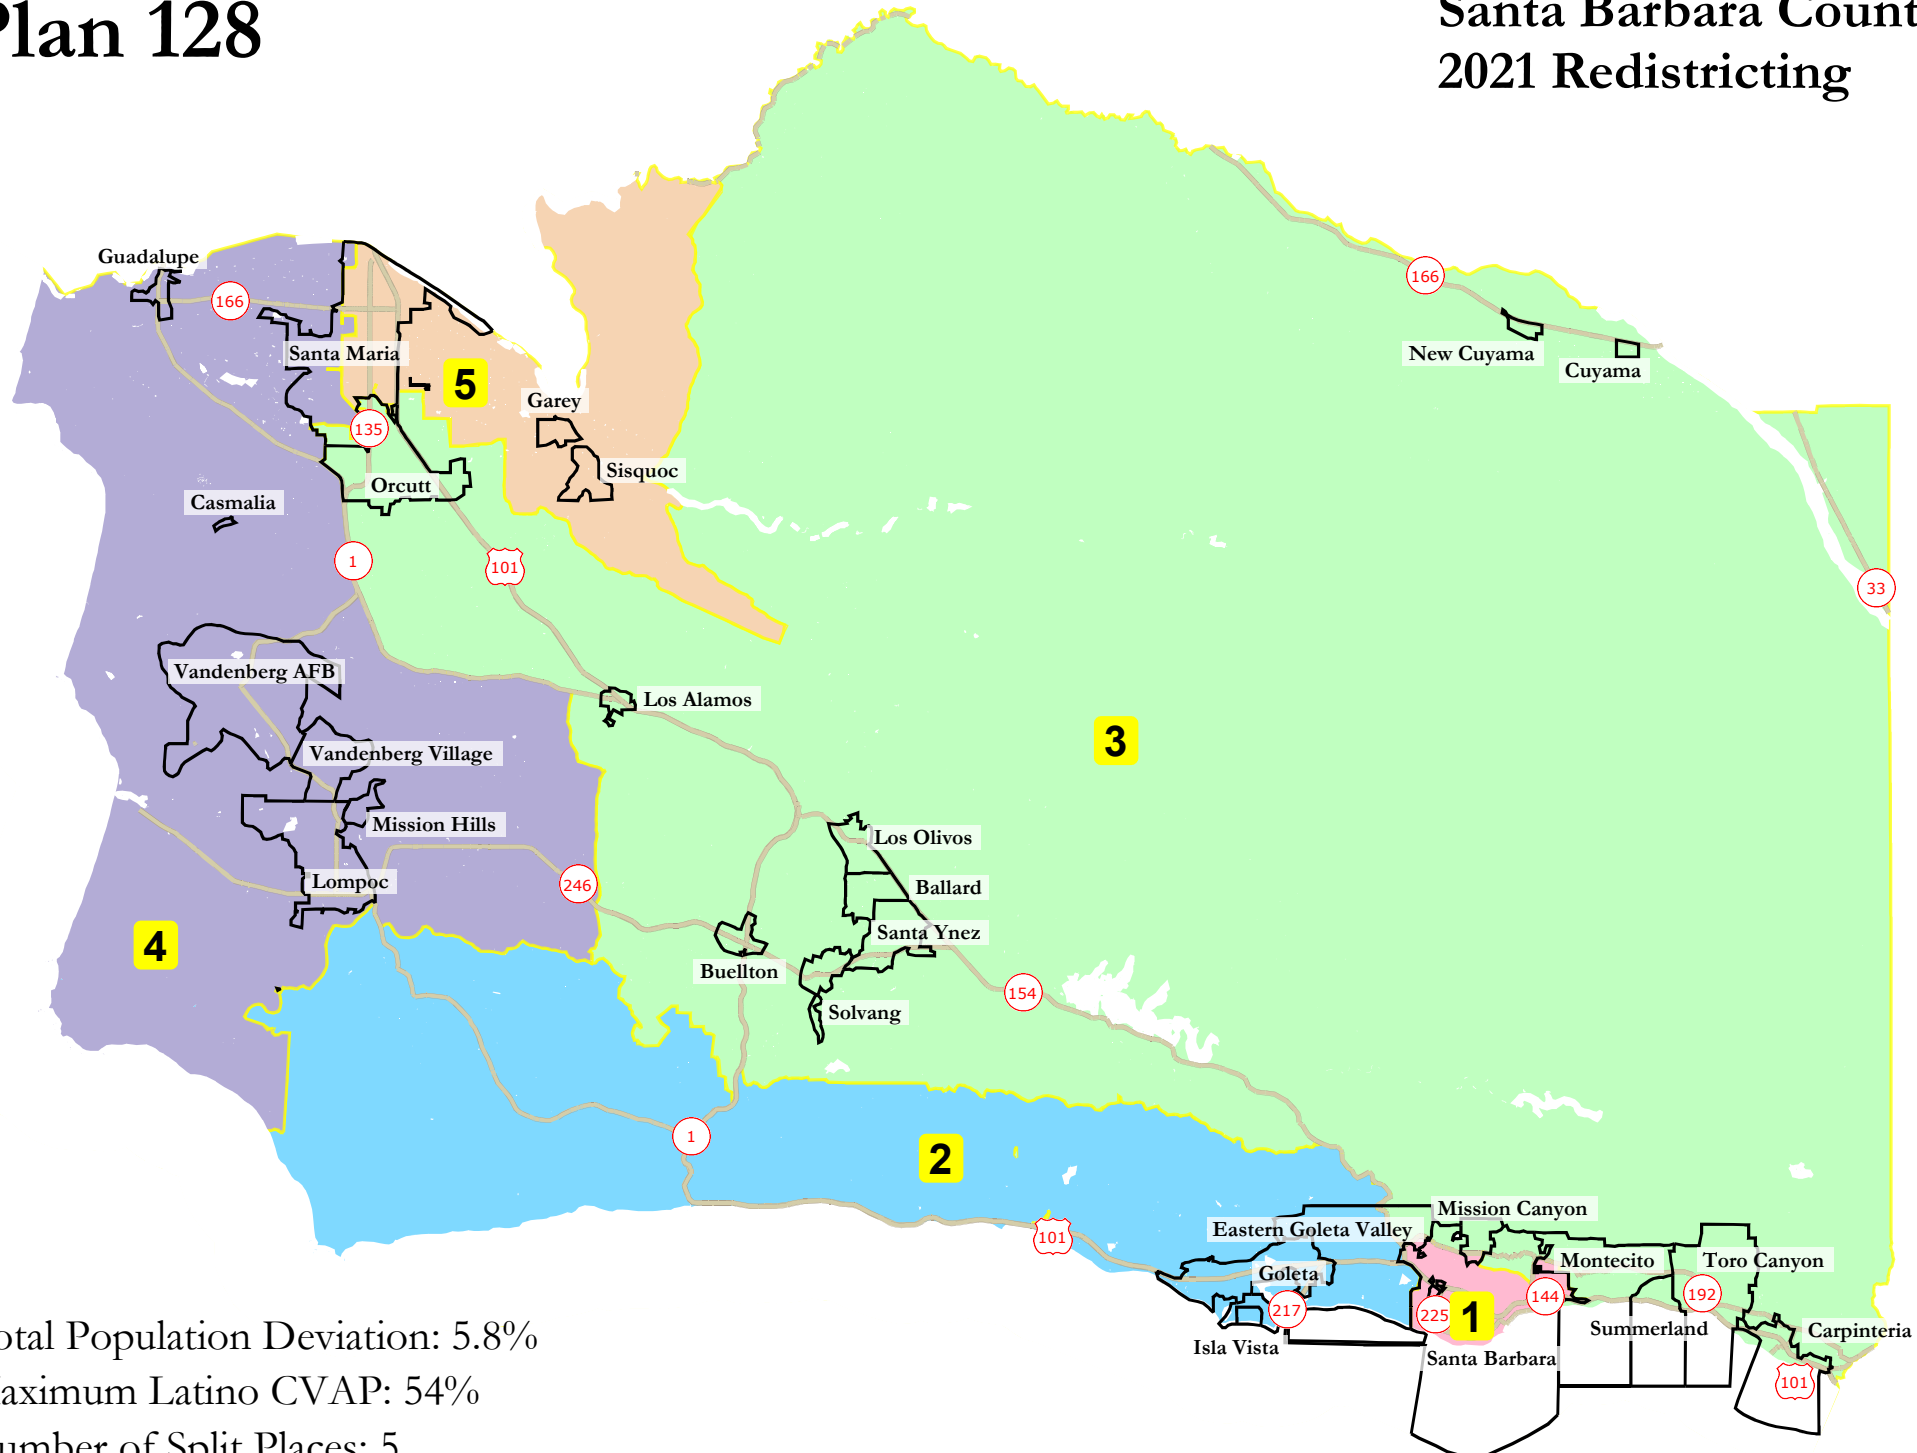 Plan 128
Santa Barbara Count
2021 Redistricting
Guadalupe
166
Santa Maria
5
135
Garey
Sisquoc
Orcutt
Casmalia
1
101
166
New Cuyama
Cuyama
33
Vandenberg AFB
Los Alamos
Vandenberg Village
3
Mission Hills
Los Olivos
Lompoc
246
Ballard
4
Santa Ynez
Buellton
154
Solvang
1
2
101
Mission Canyon
Eastern Goleta Valley
Montecito
Toro Canyon
Goleta
217
225
1
144
192
Summerland
Carpinteria
Isla Vista
Santa Barbara
101
otal Population Deviation: 5.8%
aximum Latino CVAP: 54%
umber of Split Places: 5